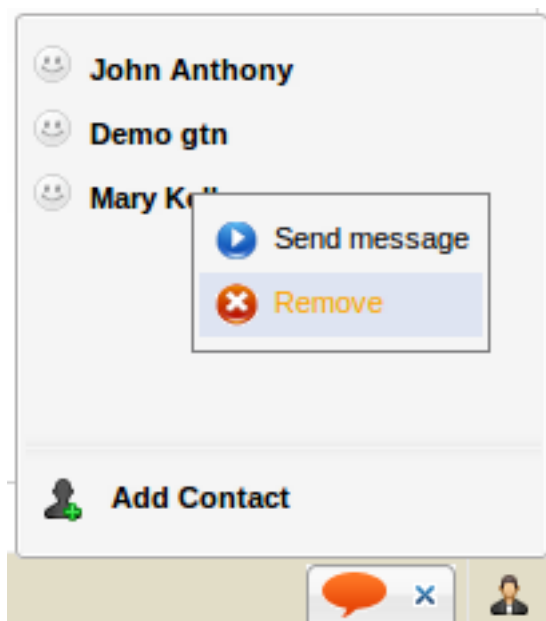 John Anthony
Demo gtn
Mary
Send message
Remove
Add Contact